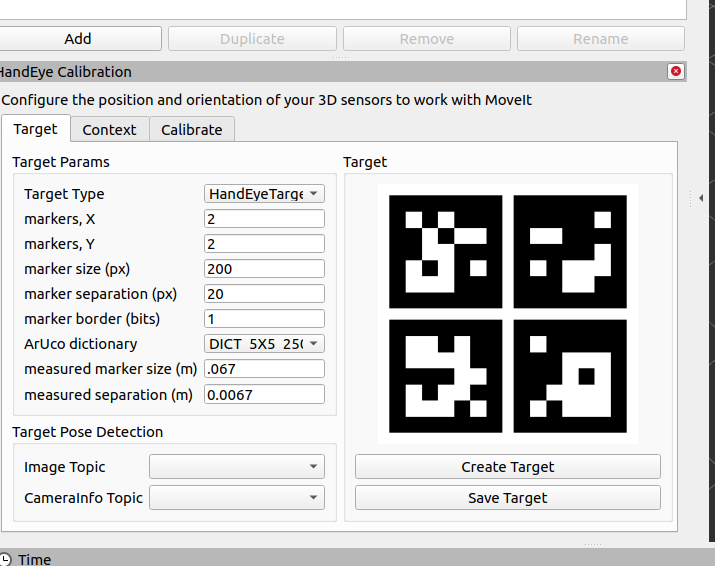 Add Duplicate Remove Rename
HandEye Calibration
Configure the position and orientation of your 3D sensors to work with MoveIt
Target Context Calibrate
Target Params
Target Type HandEyeTarge
markers, X 2
markers, Y 2
marker size (px) 200
marker separation (px) 20
marker border (bits) 1
ArUco dictionary DICT_5X5_250
measured marker size (m) .067
measured separation (m) 0.0067
Target Pose Detection
Image Topic
CameraInfo Topic
Target
Create Target
Save Target
Time